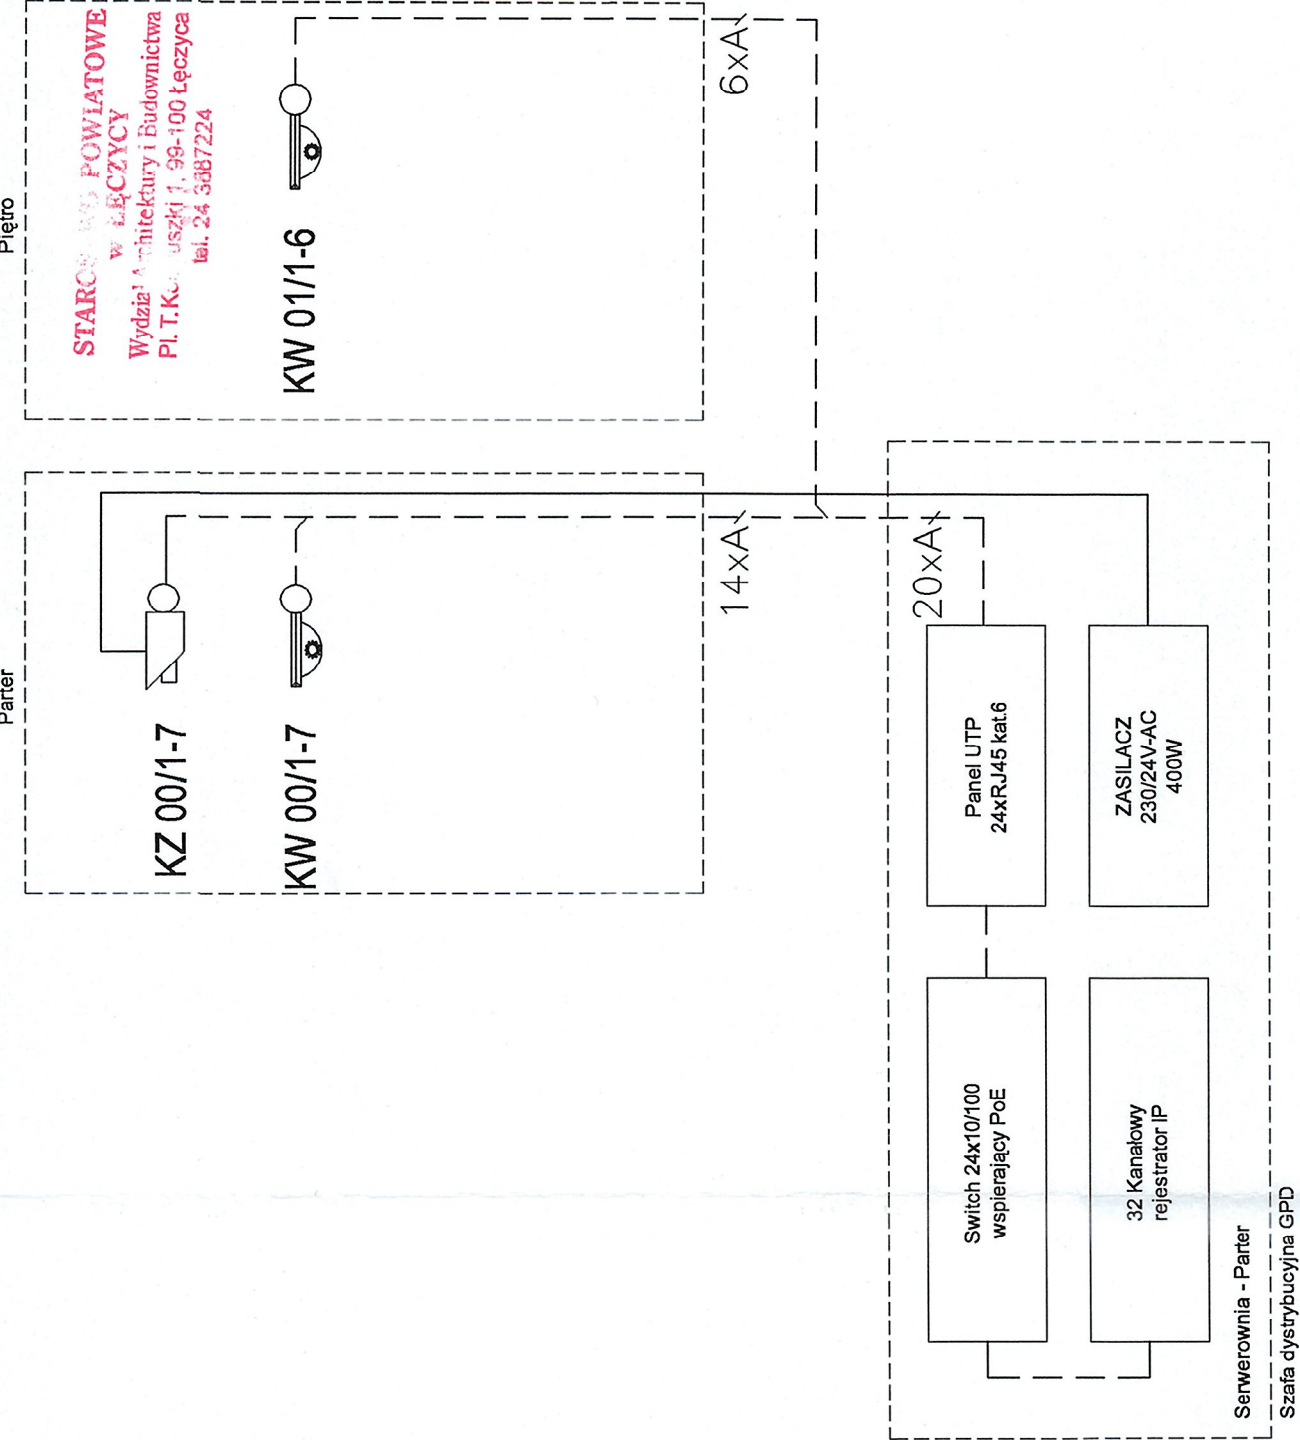 Piętro
POWIATOWE
w ŁĘCZYCY
Wydział Architektury i Budownictwa
Pl. T. 1, 99-100 Łęczyca
tel. 24 3887224
KW 01/1-6
6xA
Parter
KZ 00/1-7
KW 00/1-7
14xA
20xA
Panel UTP
24xRJ45 kat.6
ZASILACZ
230/24V-AC
400W
Switch 24x10/100
wspierający PoE
32 Kanałowy
rejestrator IP
Serwerownia - Parter
Szafa dystrybucyjna GPD